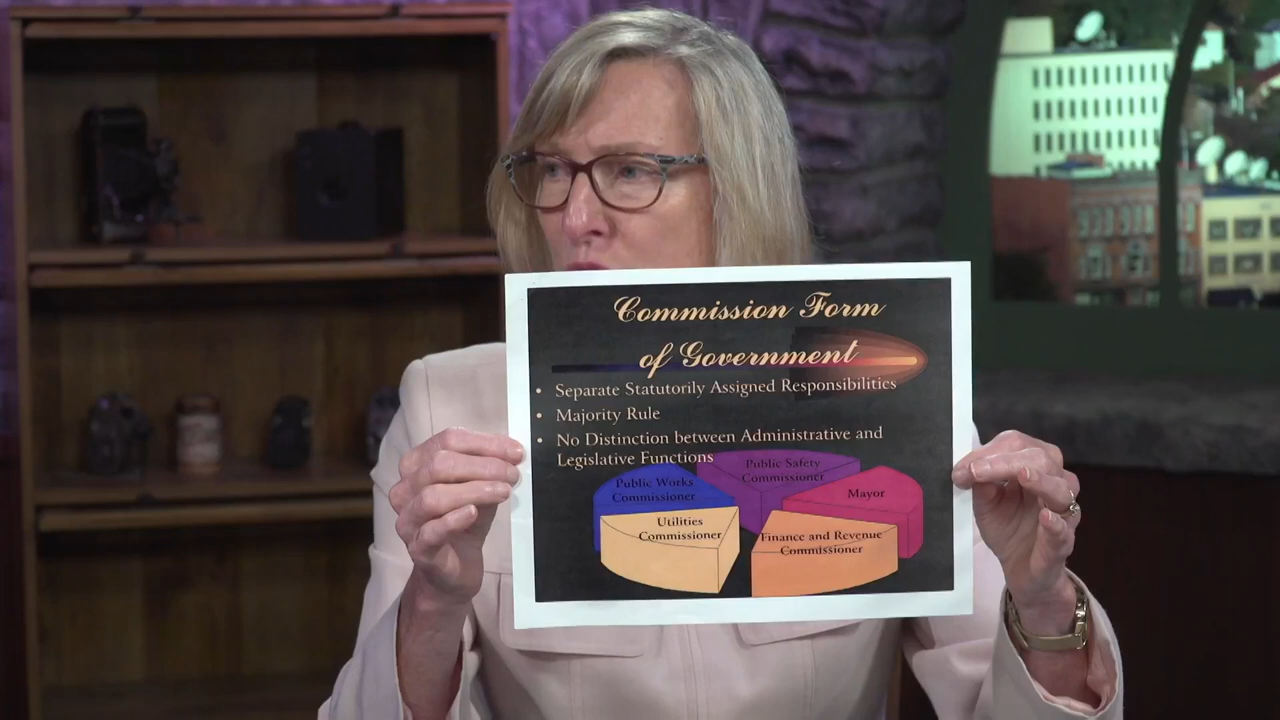 Commission Form
of Government
• Separate Statutorily Assigned Responsibilities
• Majority Rule
• No Distinction between Administrative and
Legislative Functions
Public Safety
Commissioner
Public Works
Commissioner
Mayor
Utilities
Commissioner
Finance and Revenue
Commissioner